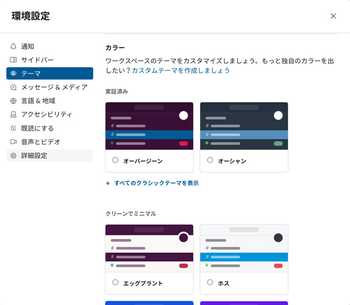 環境設定
通知
サイドバー
テーマ
メッセージ & メディア
言語 & 地域
アクセシビリティ
既読にする
音声とビデオ
詳細設定
カラー
ワークスペースのテーマをカスタマイズしましょう。もっと独自のカラーを出
したい？カスタムテーマを作成しましょう
実証済み
オーバージーン
オーシャン
+ すべてのクラシックテーマを表示
クリーンでミニマル
エッグプラント
ホス